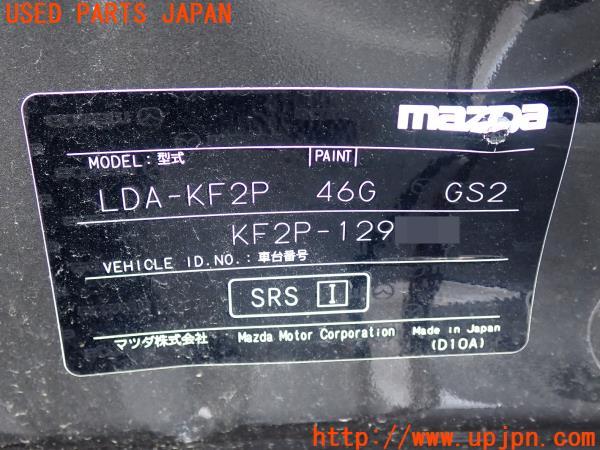 USED PARTS JAPAN
mazda
MODEL: 型式 PAINT
LDA-KF2P 46G GS2
KF2P-129
VEHICLE ID.NO.: 車台番号
SRS I
マツダ株式会社 Mazda Motor Corporation Made in Japan
(D10A)
UPJ http://www.upjpn.com